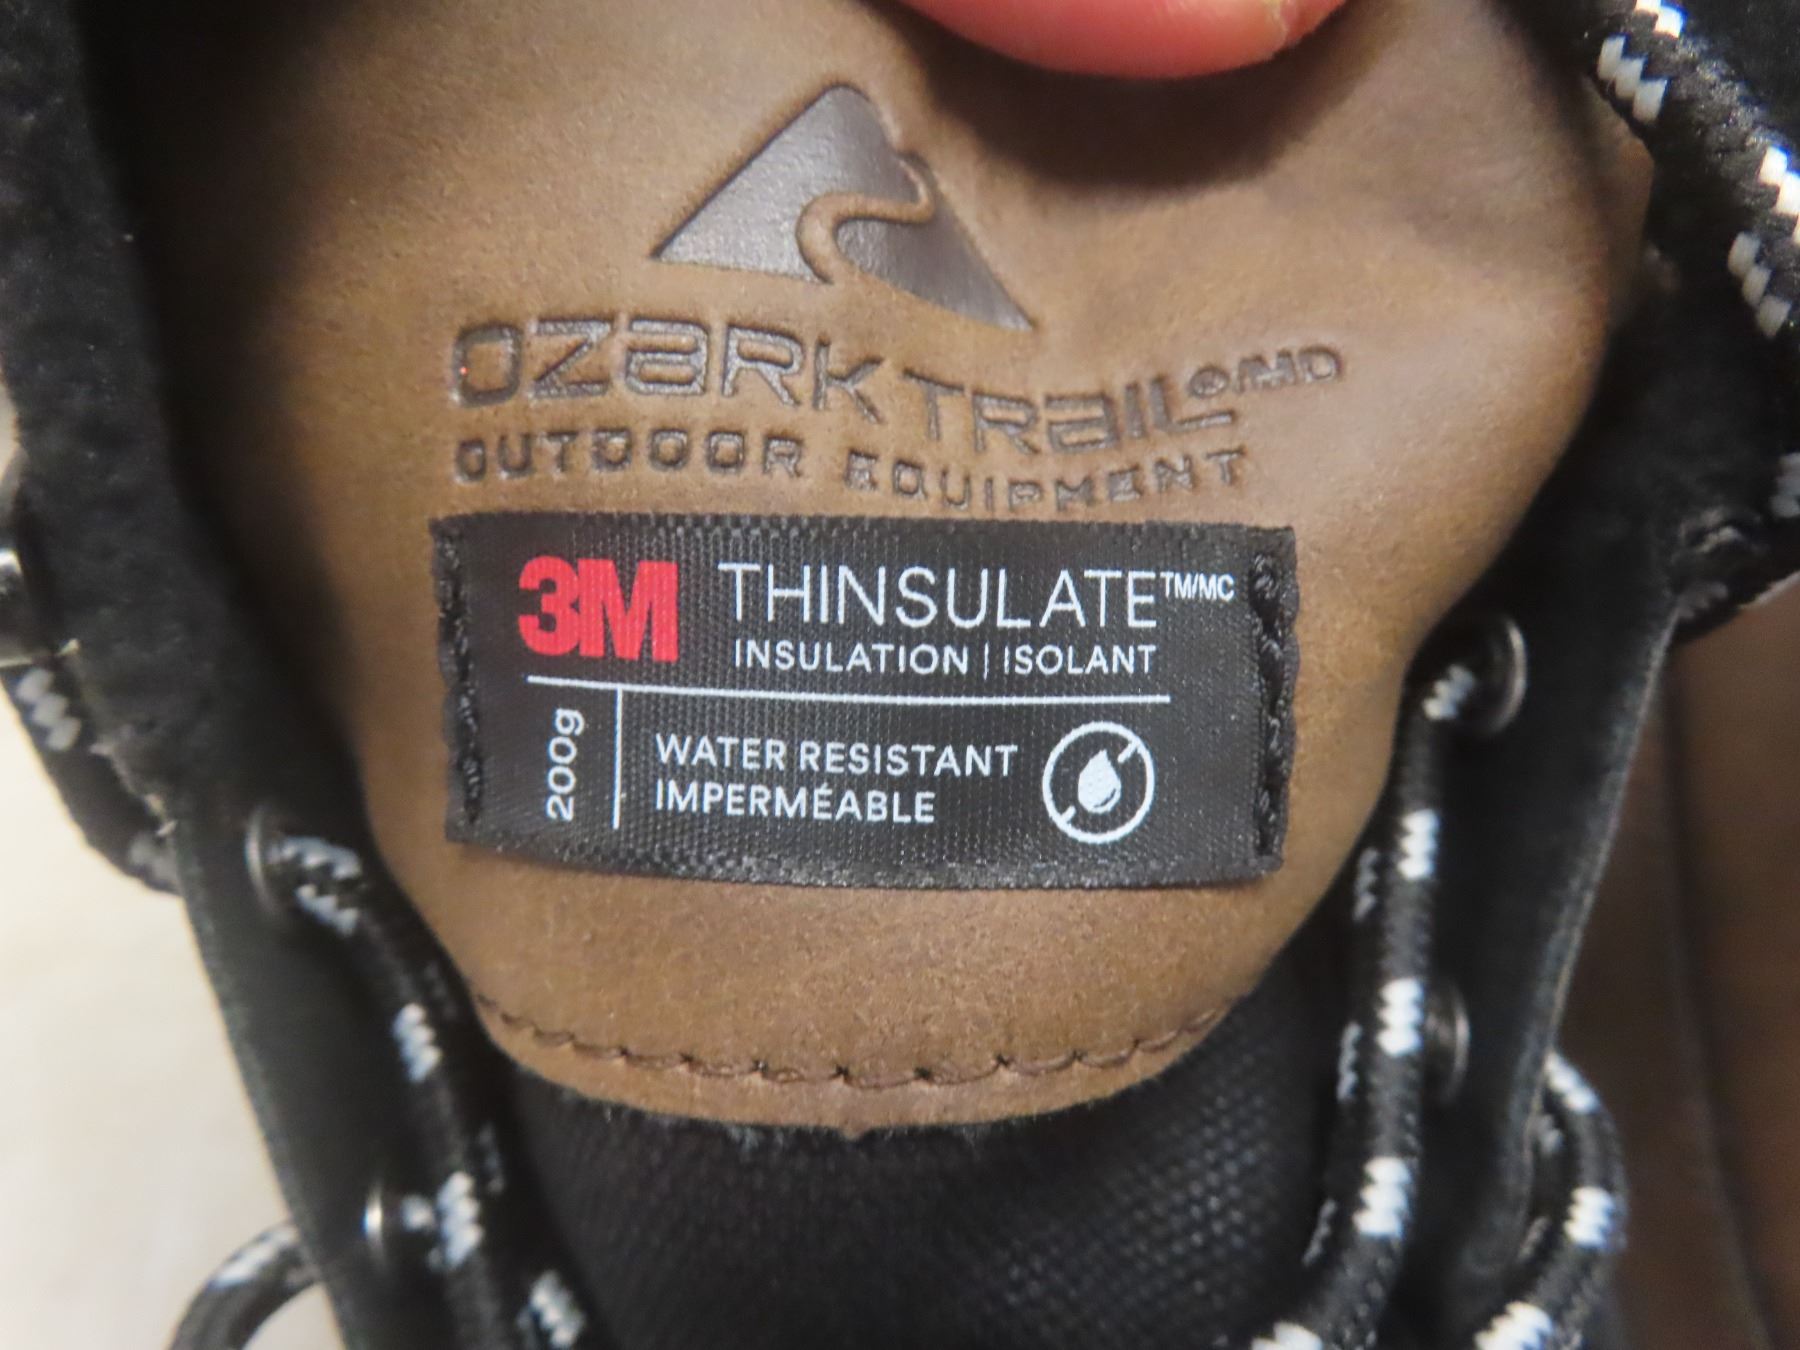 OZARK TRAIL®/MD
OUTDOOR EQUIPMENT
3M THINSULATE™/MC
INSULATION | ISOLANT
200g
WATER RESISTANT
IMPERMÉABLE